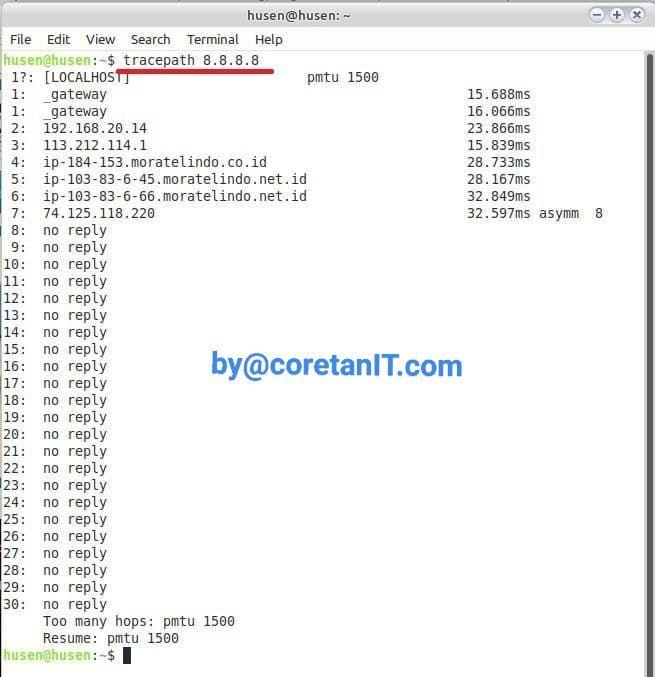 husen@husen: ~
File Edit View Search Terminal Help
husen@husen:~$ tracepath 8.8.8.8
1?: [LOCALHOST] pmtu 1500
1: _gateway 15.688ms
1: _gateway 16.066ms
2: 192.168.20.14 23.866ms
3: 113.212.114.1 15.839ms
4: ip-184-153.moratelindo.co.id 28.733ms
5: ip-103-83-6-45.moratelindo.net.id 28.167ms
6: ip-103-83-6-66.moratelindo.net.id 32.849ms
7: 74.125.118.220 32.597ms asymm 8
8: no reply
9: no reply
10: no reply
11: no reply
12: no reply
13: no reply
14: no reply
15: no reply
by@coretanIT.com
16: no reply
17: no reply
18: no reply
19: no reply
20: no reply
21: no reply
22: no reply
23: no reply
24: no reply
25: no reply
26: no reply
27: no reply
28: no reply
29: no reply
30: no reply
Too many hops: pmtu 1500
Resume: pmtu 1500
husen@husen:~$